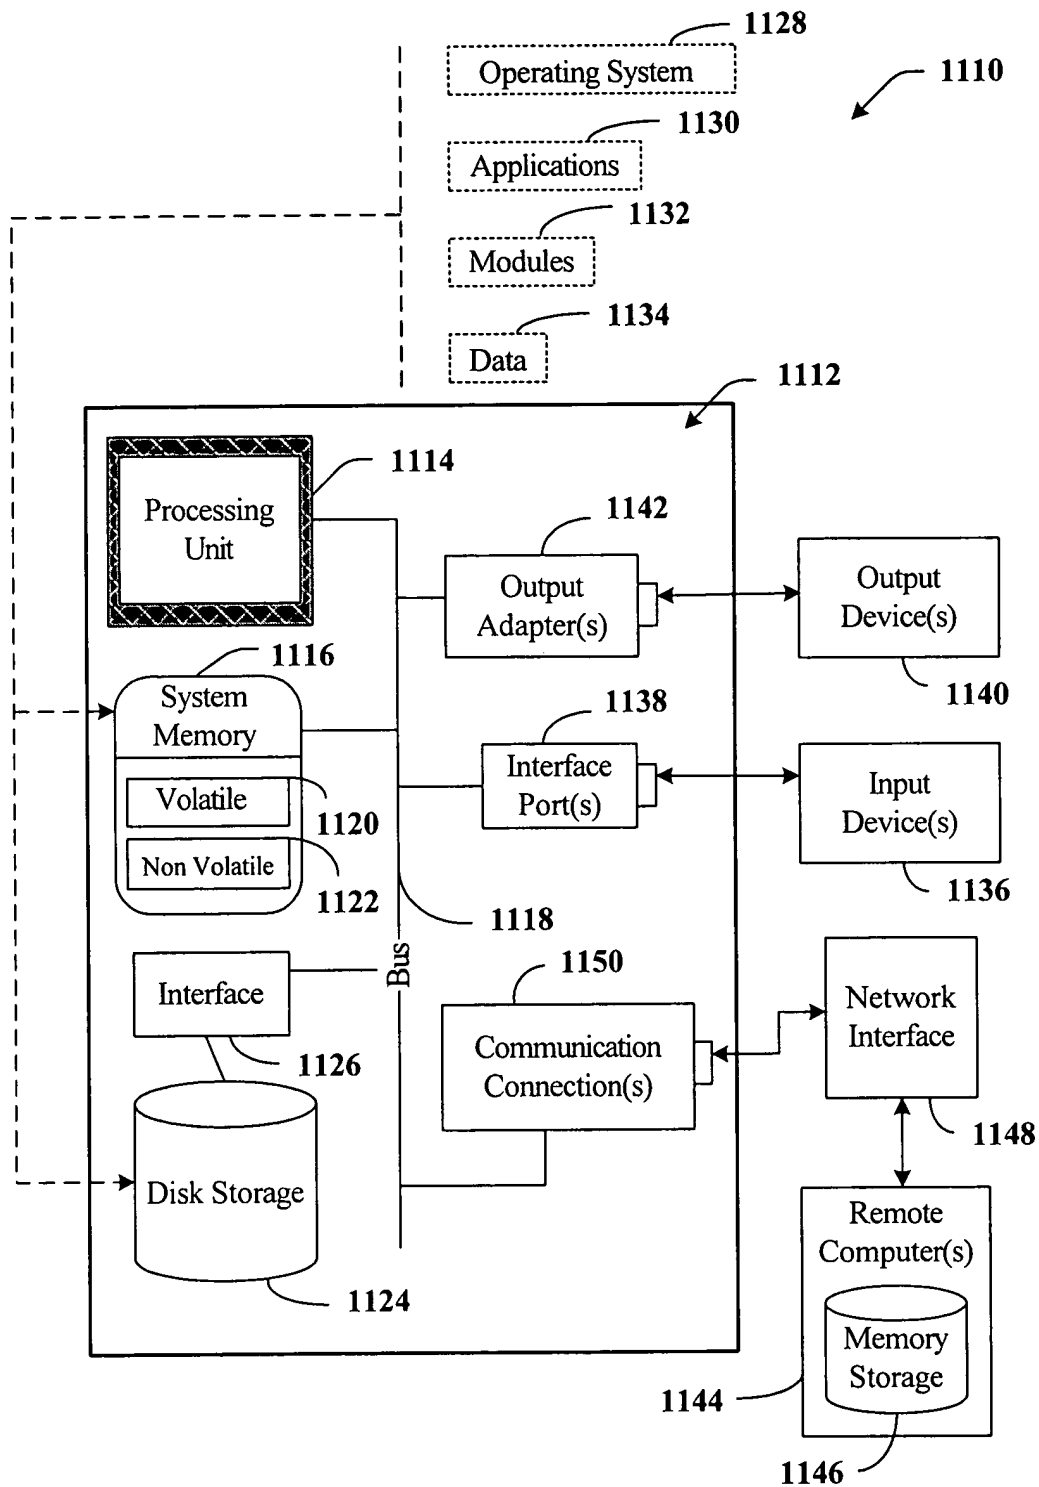 1128
Operating System
1110
1130
Applications
1132
Modules
1134
Data
1112
1114
Processing
Unit
1142
Output
Adapter(s)
Output
Device(s)
1140
1116
System
Memory
1138
Interface
Port(s)
Input
Device(s)
1136
Volatile
1120
Non Volatile
1122
1118
Bus
1150
Interface
1126
Communication
Connection(s)
Network
Interface
1148
Disk Storage
1124
Remote
Computer(s)
Memory
Storage
1144
1146